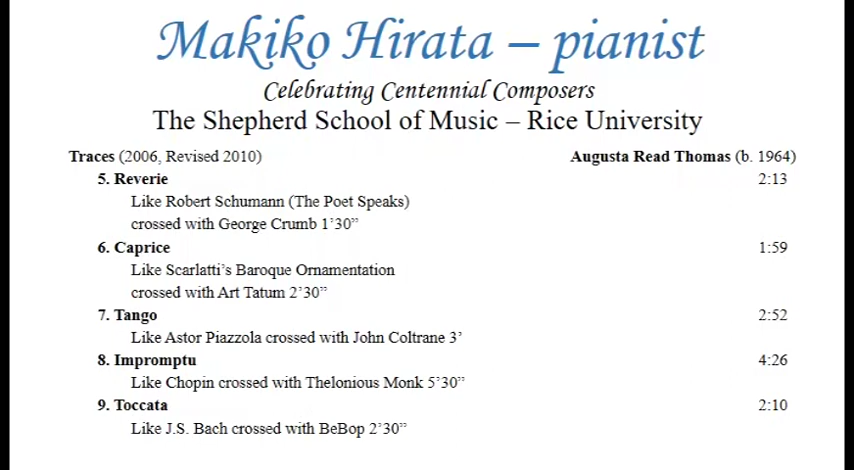 Makiko Hirata – pianist
Celebrating Centennial Composers
The Shepherd School of Music – Rice University
Traces (2006, Revised 2010) Augusta Read Thomas (b. 1964)
5. Reverie 2:13
Like Robert Schumann (The Poet Speaks)
crossed with George Crumb 1’30”
6. Caprice 1:59
Like Scarlatti’s Baroque Ornamentation
crossed with Art Tatum 2’30”
7. Tango 2:52
Like Astor Piazzola crossed with John Coltrane 3’
8. Impromptu 4:26
Like Chopin crossed with Thelonious Monk 5’30”
9. Toccata 2:10
Like J.S. Bach crossed with BeBop 2’30”